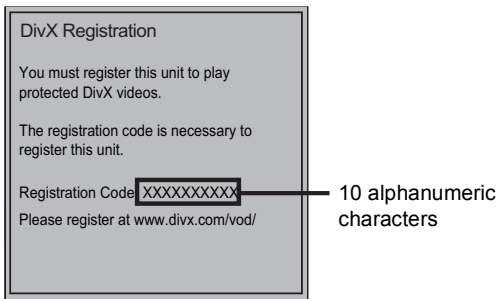 DivX Registration
You must register this unit to play
protected DivX videos.
The registration code is necessary to
register this unit.
Registration Code XXXXXXXXXX
Please register at www.divx.com/vod/
10 alphanumeric
characters